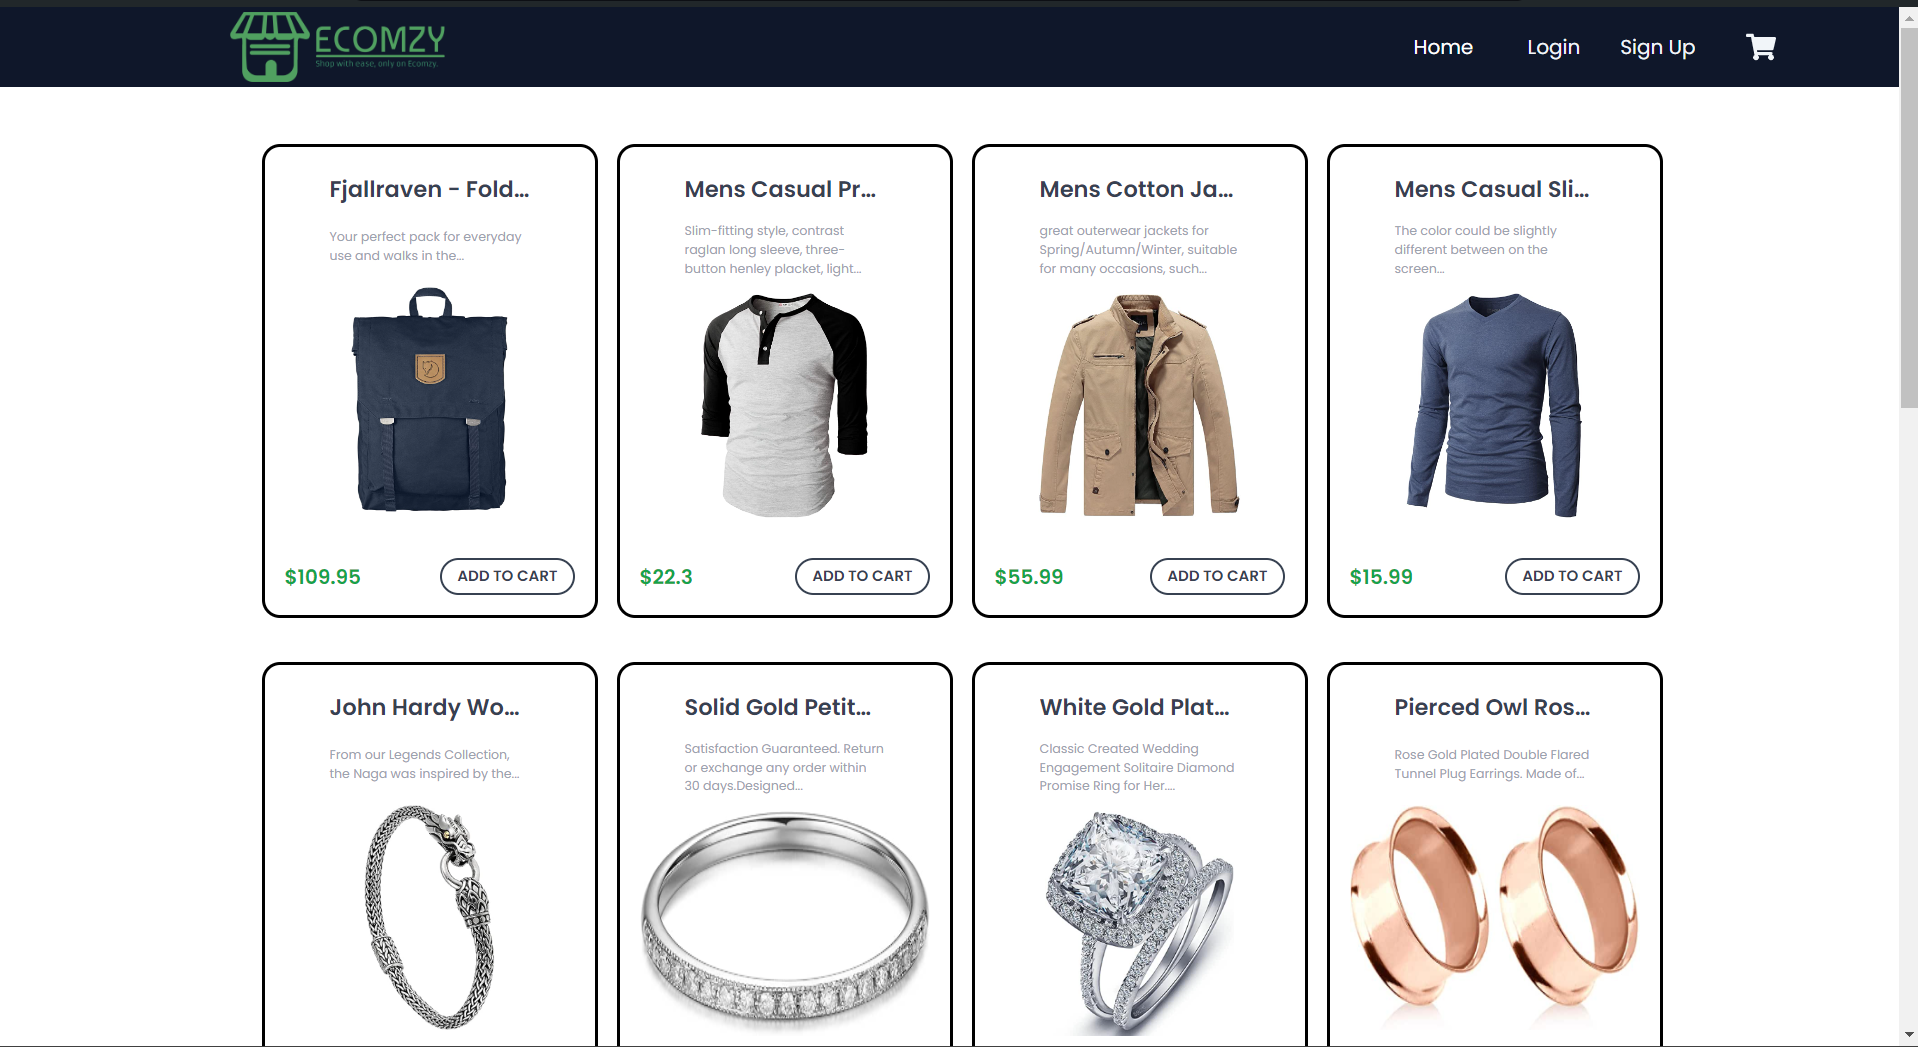 ECOMZY
Shop with ease, only on Ecomzy.
Home
Login
Sign Up
Fjallraven - Fold...
Your perfect pack for everyday
use and walks in the...
$109.95
ADD TO CART
Mens Casual Pr...
Slim-fitting style, contrast
raglan long sleeve, three-
button henley placket, light...
$22.3
ADD TO CART
Mens Cotton Ja...
great outerwear jackets for
Spring/Autumn/Winter, suitable
for many occasions, such...
$55.99
ADD TO CART
Mens Casual Sli...
The color could be slightly
different between on the
screen...
$15.99
ADD TO CART
John Hardy Wo...
From our Legends Collection,
the Naga was inspired by the...
Solid Gold Petit...
Satisfaction Guaranteed. Return
or exchange any order within
30 days.Designed...
White Gold Plat...
Classic Created Wedding
Engagement Solitaire Diamond
Promise Ring for Her....
Pierced Owl Ros...
Rose Gold Plated Double Flared
Tunnel Plug Earrings. Made of...